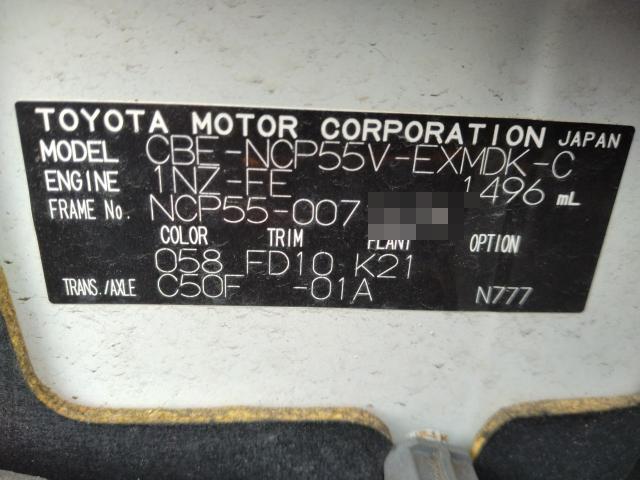 TOYOTA MOTOR CORPORATION JAPAN
MODEL CBE-NCP55V-EXMDK-C
ENGINE 1NZ-FE 1496 mL
FRAME No. NCP55-007
COLOR TRIM PLANT OPTION
058 FD10 K21
TRANS./AXLE C50F -01A N777